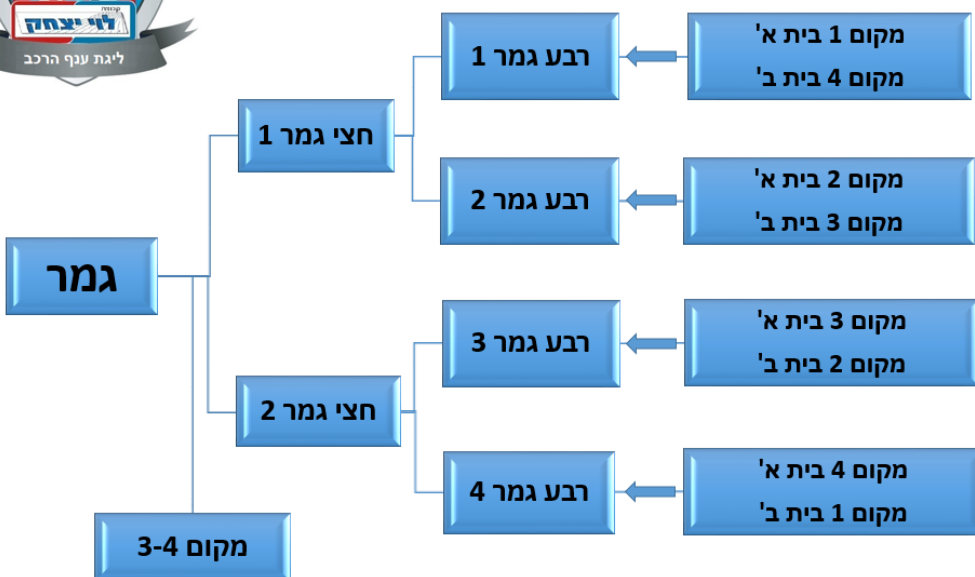 לוי יצחק
ליגת ענף הרכב
מקום 1 בית א'
מקום 4 בית ב'
רבע גמר 1
מקום 2 בית א'
מקום 3 בית ב'
רבע גמר 2
חצי גמר 1
מקום 3 בית א'
מקום 2 בית ב'
רבע גמר 3
מקום 4 בית א'
מקום 1 בית ב'
רבע גמר 4
חצי גמר 2
גמר
מקום 3-4